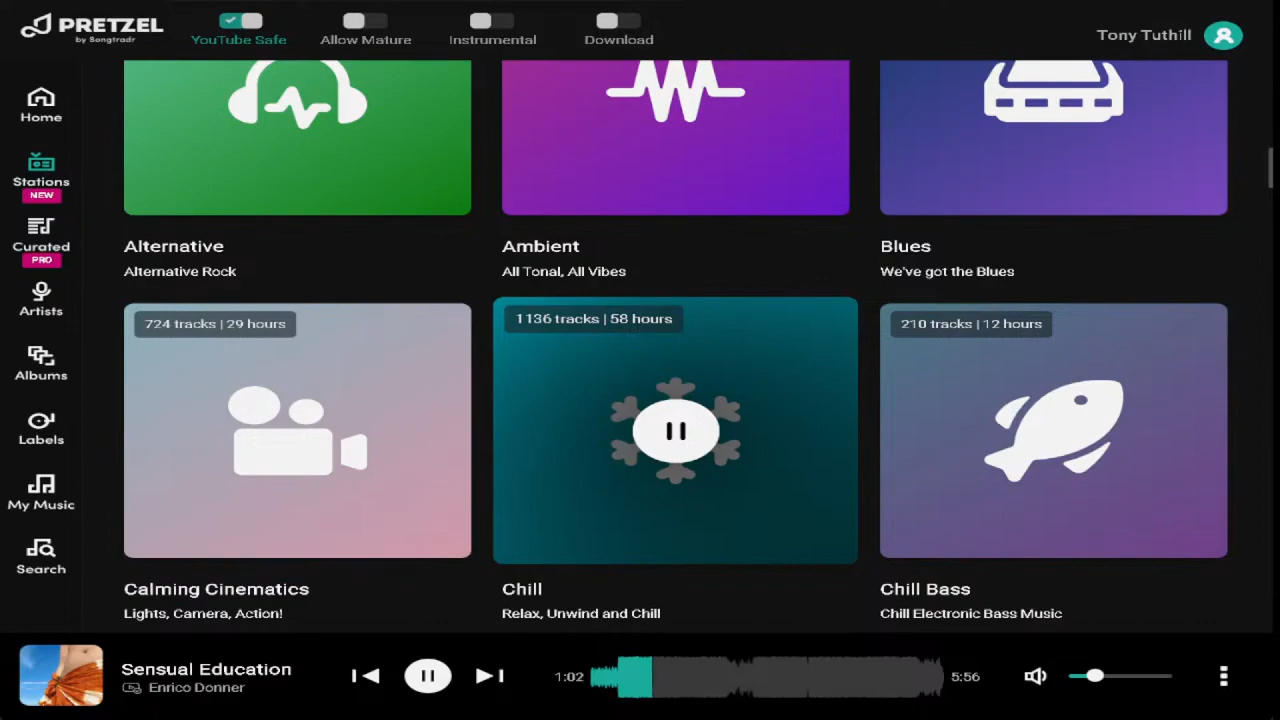 PRETZEL
by Songtradr
YouTube Safe
Allow Mature
Instrumental
Download
Tony Tuthill
Home
Stations
NEW
Curated
PRO
Artists
Albums
Labels
My Music
Search
Alternative
Alternative Rock
Ambient
All Tonal, All Vibes
Blues
We've got the Blues
724 tracks | 29 hours
1136 tracks | 58 hours
210 tracks | 12 hours
Calming Cinematics
Lights, Camera, Action!
Chill
Relax, Unwind and Chill
Chill Bass
Chill Electronic Bass Music
Sensual Education
Enrico Donner
1:02
5:56